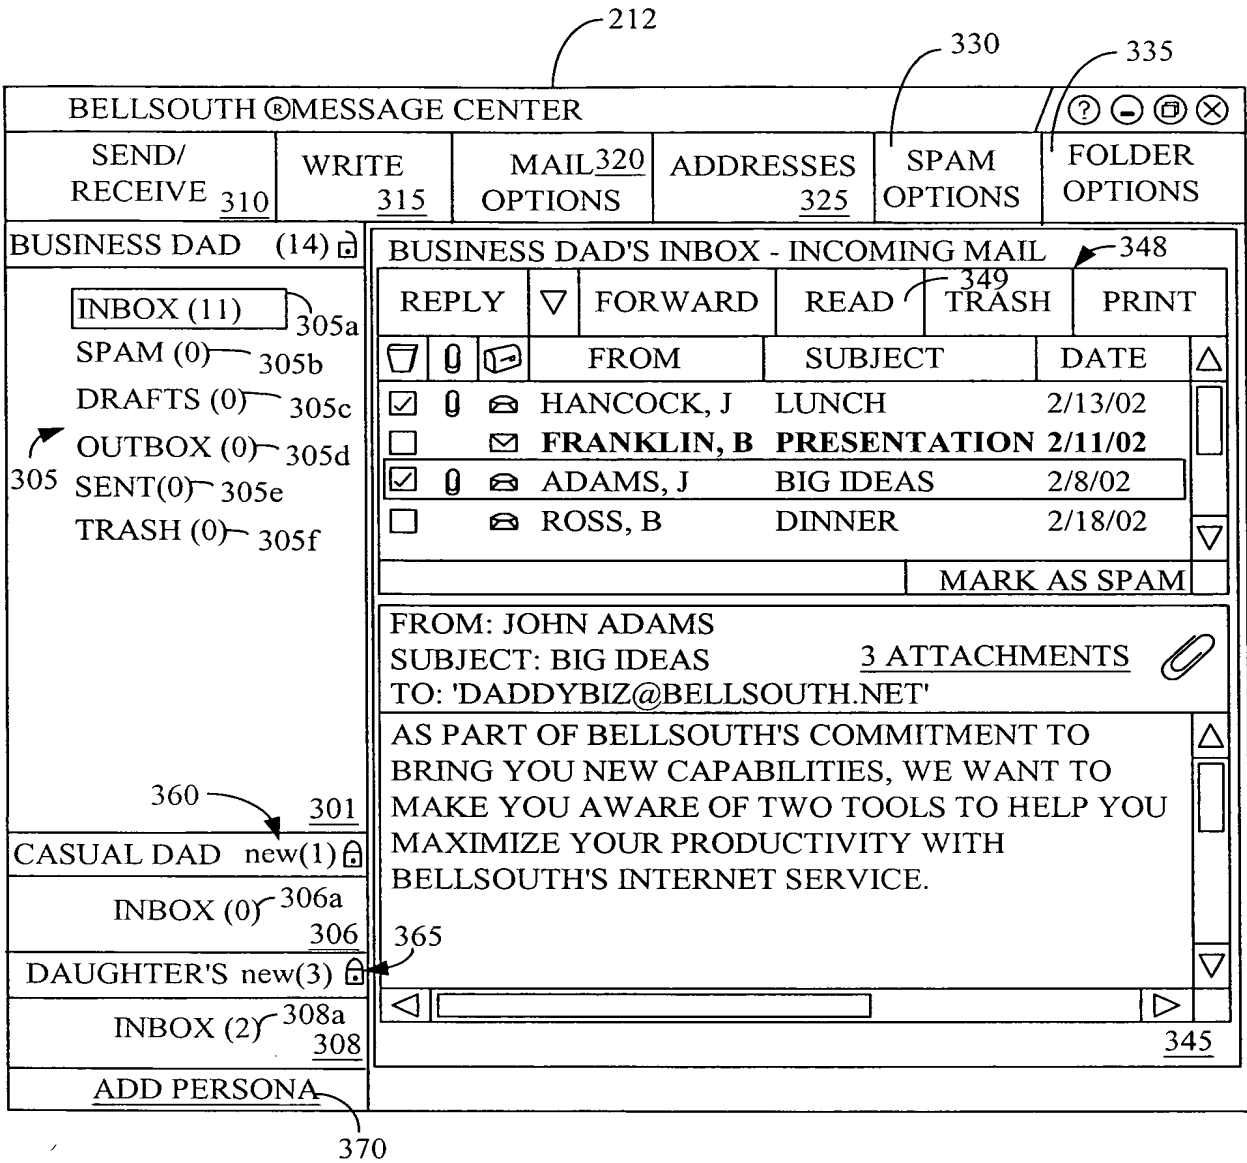 212
330
335
BELLSOUTH ®MESSAGE CENTER
?
SEND/
RECEIVE 310
WRITE
315
MAIL 320
OPTIONS
ADDRESSES
325
SPAM
OPTIONS
FOLDER
OPTIONS
BUSINESS DAD (14)
INBOX (11)
305a
SPAM (0)
305b
DRAFTS (0)
305c
OUTBOX (0)
305d
305
SENT(0)
305e
TRASH (0)
305f
301
360
CASUAL DAD new(1)
INBOX (0)
306a
306
DAUGHTER'S new(3)
365
INBOX (2)
308a
308
ADD PERSONA
370
BUSINESS DAD'S INBOX - INCOMING MAIL
348
REPLY FORWARD READ 349 TRASH PRINT
FROM SUBJECT DATE
HANCOCK, J LUNCH 2/13/02
FRANKLIN, B PRESENTATION 2/11/02
ADAMS, J BIG IDEAS 2/8/02
ROSS, B DINNER 2/18/02
MARK AS SPAM
FROM: JOHN ADAMS
SUBJECT: BIG IDEAS
3 ATTACHMENTS
TO: 'DADDYBIZ@BELLSOUTH.NET'
AS PART OF BELLSOUTH'S COMMITMENT TO
BRING YOU NEW CAPABILITIES, WE WANT TO
MAKE YOU AWARE OF TWO TOOLS TO HELP YOU
MAXIMIZE YOUR PRODUCTIVITY WITH
BELLSOUTH'S INTERNET SERVICE.
345